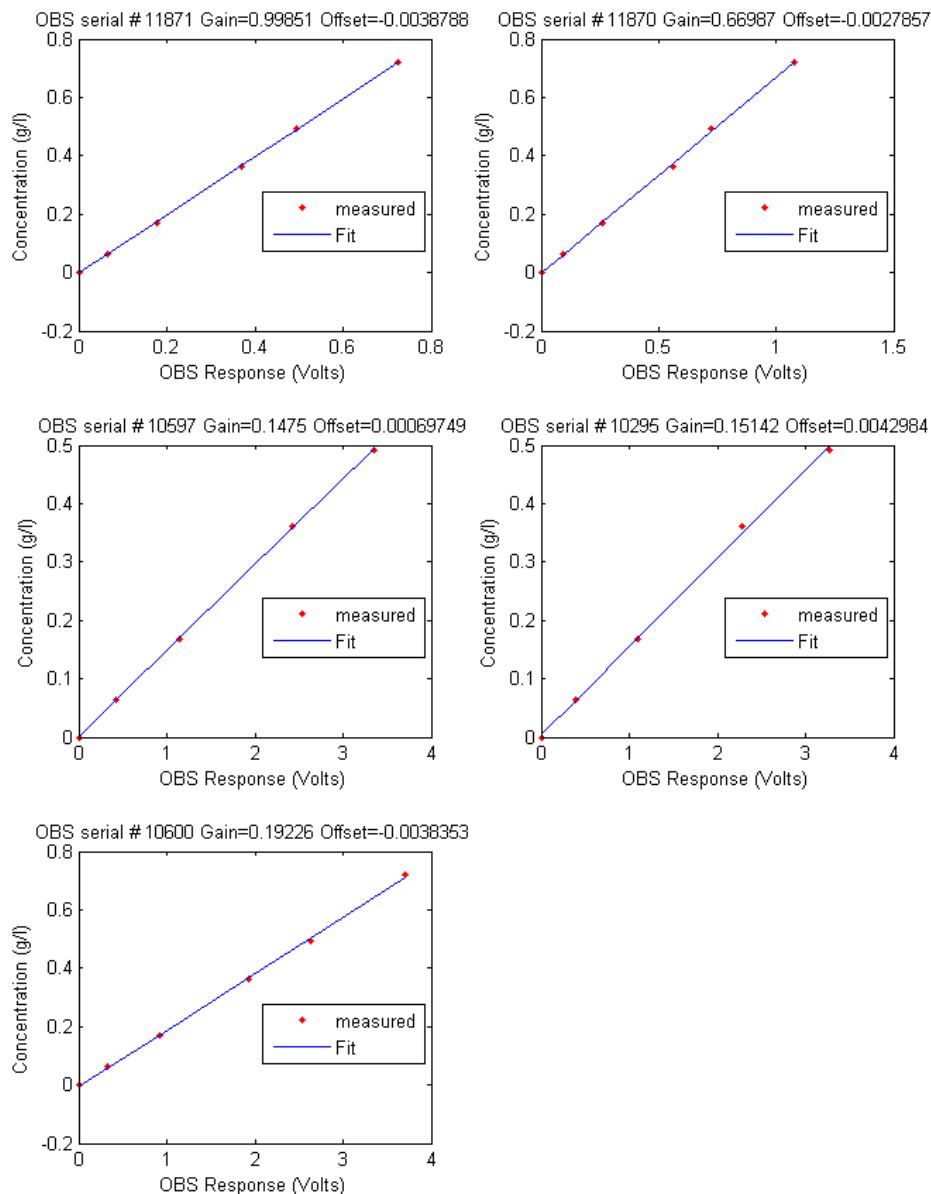 OBS serial # 11871 Gain=0.99851 Offset=-0.0038788
0.8
0.6
0.4
0.2
0
-0.2
Concentration (g/l)
measured
Fit
0 0.2 0.4 0.6 0.8
OBS Response (Volts)
OBS serial # 11870 Gain=0.66987 Offset=-0.0027857
0.8
0.6
0.4
0.2
0
-0.2
Concentration (g/l)
measured
Fit
0 0.5 1 1.5
OBS Response (Volts)
OBS serial # 10597 Gain=0.1475 Offset=0.00069749
0.5
0.4
0.3
0.2
0.1
0
Concentration (g/l)
measured
Fit
0 1 2 3 4
OBS Response (Volts)
OBS serial # 10295 Gain=0.15142 Offset=0.0042984
0.5
0.4
0.3
0.2
0.1
0
Concentration (g/l)
measured
Fit
0 1 2 3 4
OBS Response (Volts)
OBS serial # 10600 Gain=0.19226 Offset=-0.0038353
0.8
0.6
0.4
0.2
0
-0.2
Concentration (g/l)
measured
Fit
0 1 2 3 4
OBS Response (Volts)